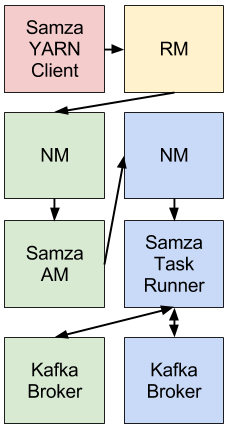 Samza
YARN
Client
RM
NM
NM
Samza
AM
Samza
Task
Runner
Kafka
Broker
Kafka
Broker